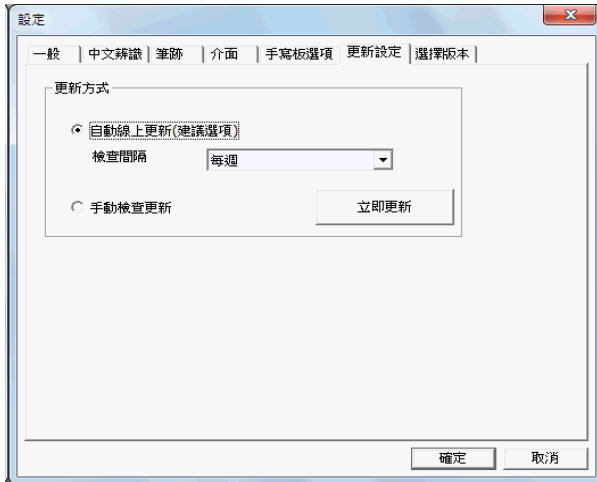 設定
一般 中文辨識 筆跡 介面 手寫板選項 更新設定 選擇版本
更新方式
自動線上更新(建議選項)
檢查間隔 每週
手動檢查更新 立即更新
確定 取消